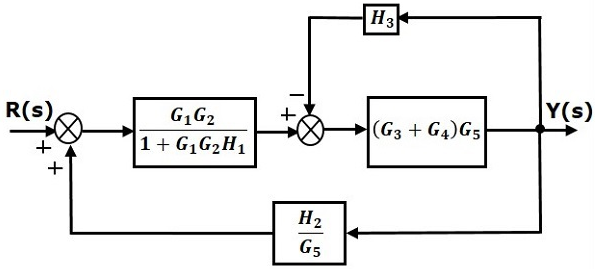 H₃
−
R(s)
+
+
G₁G₂
1 + G₁G₂H₁
+
(G₃ + G₄)G₅
Y(s)
H₂
G₅